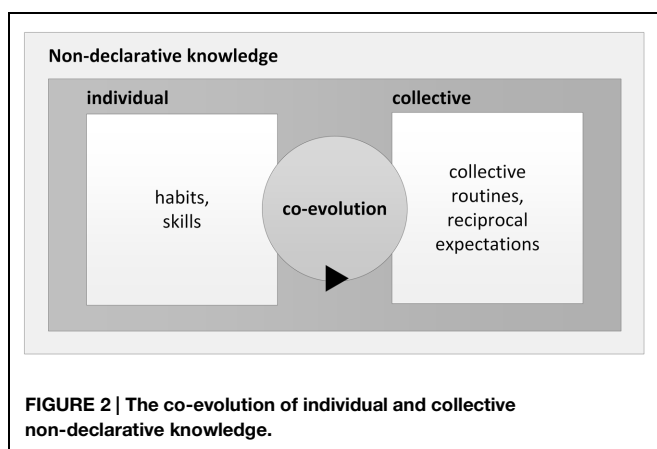 Non-declarative knowledge
individual
collective
habits,
skills
co-evolution
collective
routines,
reciprocal
expectations
FIGURE 2 | The co-evolution of individual and collective
non-declarative knowledge.